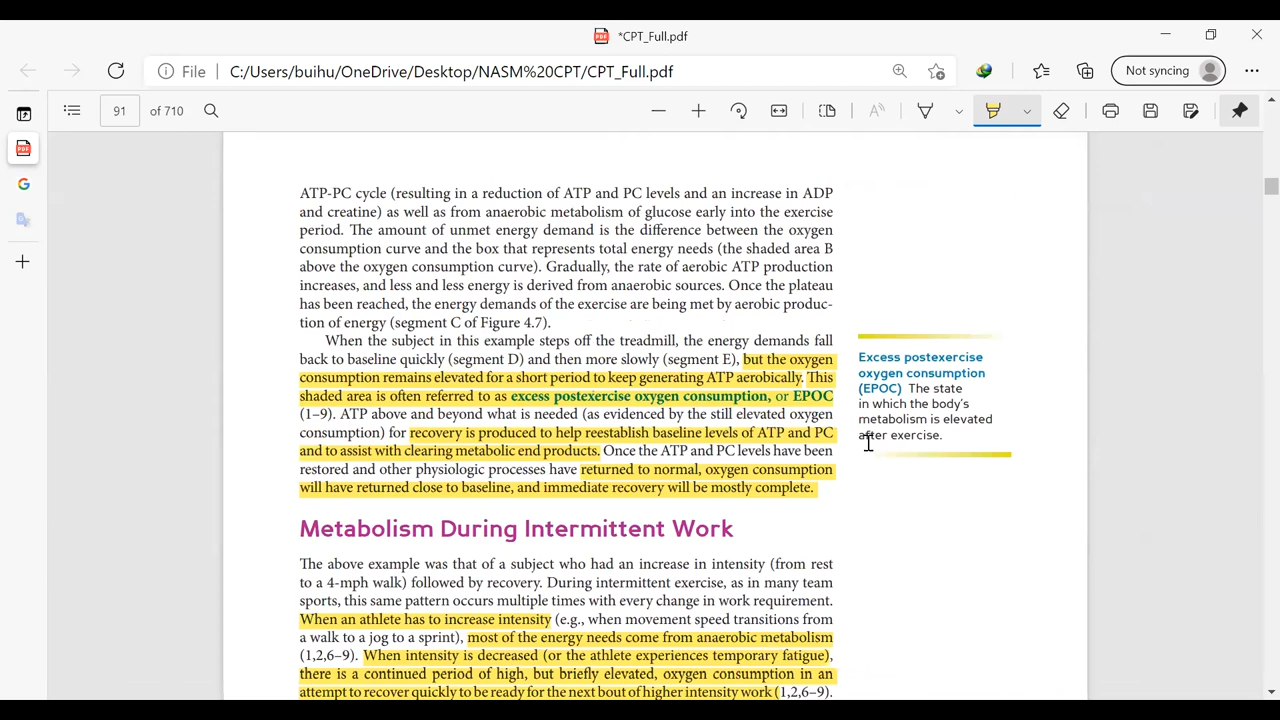 *CPT_Full.pdf
File
C:/Users/buihu/OneDrive/Desktop/NASM%20CPT/CPT_Full.pdf
Not syncing
91 of 710
ATP-PC cycle (resulting in a reduction of ATP and PC levels and an increase in ADP
and creatine) as well as from anaerobic metabolism of glucose early into the exercise
period. The amount of unmet energy demand is the difference between the oxygen
consumption curve and the box that represents total energy needs (the shaded area B
above the oxygen consumption curve). Gradually, the rate of aerobic ATP production
increases, and less and less energy is derived from anaerobic sources. Once the plateau
has been reached, the energy demands of the exercise are being met by aerobic produc-
tion of energy (segment C of Figure 4.7).
When the subject in this example steps off the treadmill, the energy demands fall
back to baseline quickly (segment D) and then more slowly (segment E), but the oxygen
consumption remains elevated for a short period to keep generating ATP aerobically. This
shaded area is often referred to as excess postexercise oxygen consumption, or EPOC
(1–9). ATP above and beyond what is needed (as evidenced by the still elevated oxygen
consumption) for recovery is produced to help reestablish baseline levels of ATP and PC
and to assist with clearing metabolic end products. Once the ATP and PC levels have been
restored and other physiologic processes have returned to normal, oxygen consumption
will have returned close to baseline, and immediate recovery will be mostly complete.
Excess postexercise
oxygen consumption
(EPOC) The state
in which the body's
metabolism is elevated
after exercise.
Metabolism During Intermittent Work
The above example was that of a subject who had an increase in intensity (from rest
to a 4-mph walk) followed by recovery. During intermittent exercise, as in many team
sports, this same pattern occurs multiple times with every change in work requirement.
When an athlete has to increase intensity (e.g., when movement speed transitions from
a walk to a jog to a sprint), most of the energy needs come from anaerobic metabolism
(1,2,6–9). When intensity is decreased (or the athlete experiences temporary fatigue),
there is a continued period of high, but briefly elevated, oxygen consumption in an
attempt to recover quickly to be ready for the next bout of higher intensity work (1,2,6–9).